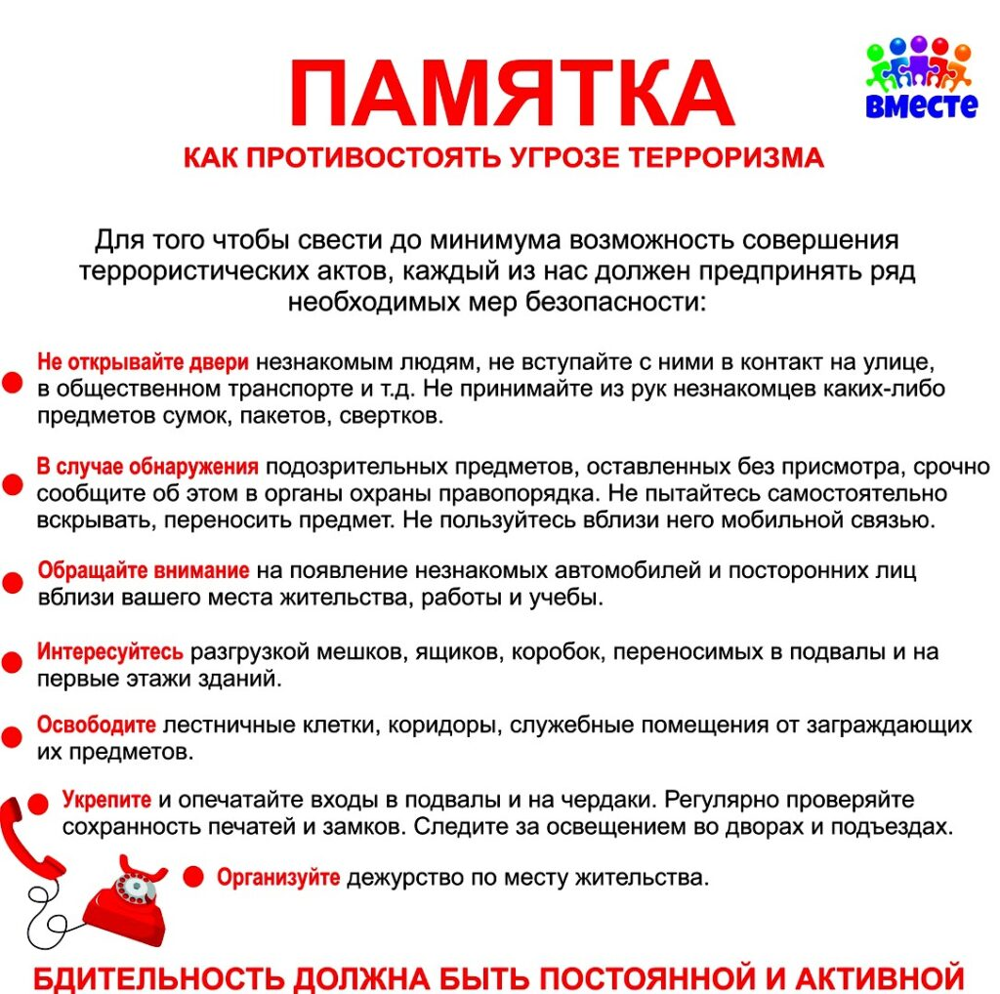 ПАМЯТКА
вместе
КАК ПРОТИВОСТОЯТЬ УГРОЗЕ ТЕРРОРИЗМА
Для того чтобы свести до минимума возможность совершения
террористических актов, каждый из нас должен предпринять ряд
необходимых мер безопасности:
Не открывайте двери незнакомым людям, не вступайте с ними в контакт на улице,
в общественном транспорте и т.д. Не принимайте из рук незнакомцев каких-либо
предметов сумок, пакетов, свертков.
В случае обнаружения подозрительных предметов, оставленных без присмотра, срочно
сообщите об этом в органы охраны правопорядка. Не пытайтесь самостоятельно
вскрывать, переносить предмет. Не пользуйтесь вблизи него мобильной связью.
Обращайте внимание на появление незнакомых автомобилей и посторонних лиц
вблизи вашего места жительства, работы и учебы.
Интересуйтесь разгрузкой мешков, ящиков, коробок, переносимых в подвалы и на
первые этажи зданий.
Освободите лестничные клетки, коридоры, служебные помещения от заграждающих
их предметов.
Укрепите и опечатайте входы в подвалы и на чердаки. Регулярно проверяйте
сохранность печатей и замков. Следите за освещением во дворах и подъездах.
Организуйте дежурство по месту жительства.
БДИТЕЛЬНОСТЬ ДОЛЖНА БЫТЬ ПОСТОЯННОЙ И АКТИВНОЙ